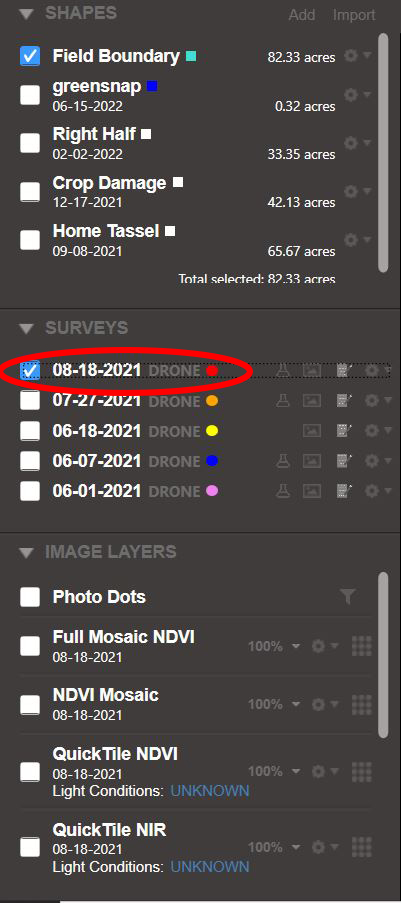 SHAPES Add Import
Field Boundary 82.33 acres
greensnap
06-15-2022 0.32 acres
Right Half
02-02-2022 33.35 acres
Crop Damage
12-17-2021 42.13 acres
Home Tassel
09-08-2021 65.67 acres
Total selected: 82.33 acres
SURVEYS
08-18-2021 DRONE
07-27-2021 DRONE
06-18-2021 DRONE
06-07-2021 DRONE
06-01-2021 DRONE
IMAGE LAYERS
Photo Dots
Full Mosaic NDVI 100%
08-18-2021
NDVI Mosaic 100%
08-18-2021
QuickTile NDVI 100%
08-18-2021
Light Conditions: UNKNOWN
QuickTile NIR 100%
08-18-2021
Light Conditions: UNKNOWN